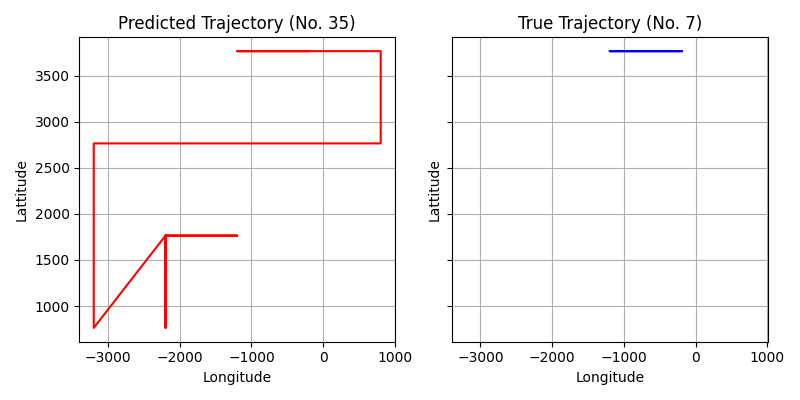 Predicted Trajectory (No. 35)
3500
3000
2500
2000
1500
1000
Lattitude
−3000 −2000 −1000 0 1000
Longitude
True Trajectory (No. 7)
Lattitude
−3000 −2000 −1000 0 1000
Longitude